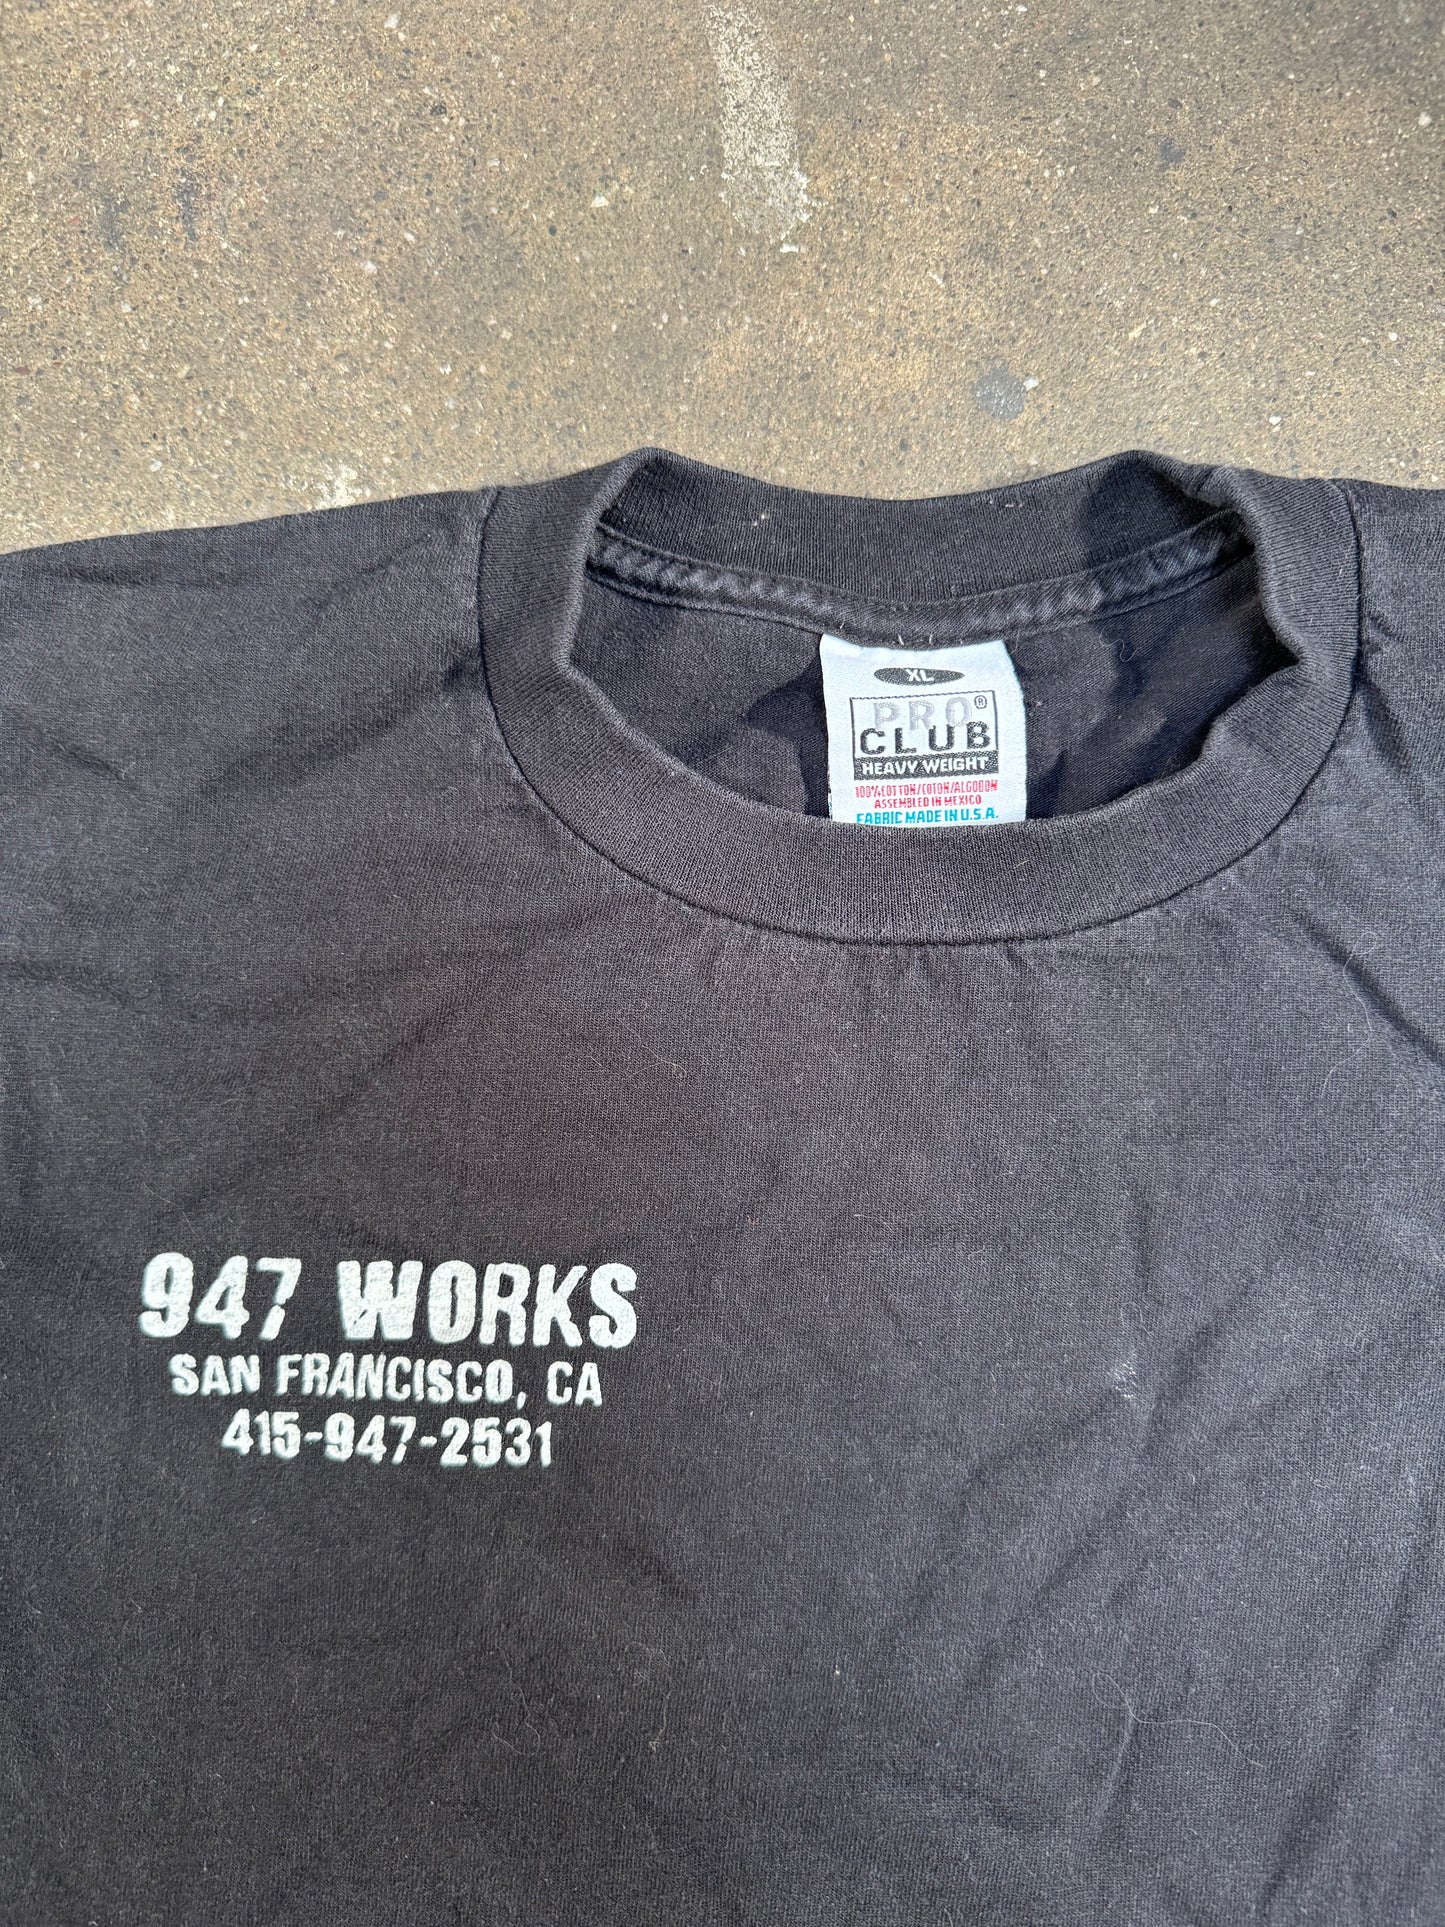 XL
PRO®
CLUB
HEAVY WEIGHT
100% COTTON/COTON/ALGODON
ASSEMBLED IN MEXICO
FABRIC MADE IN U.S.A.
947 WORKS
SAN FRANCISCO, CA
415-947-2531